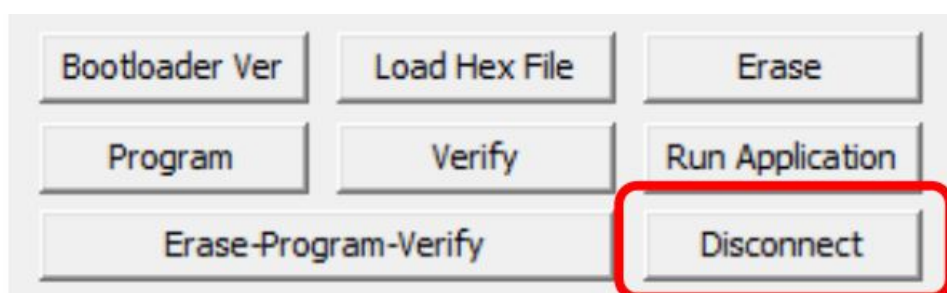 Bootloader Ver Load Hex File Erase
Program Verify Run Application
Erase-Program-Verify Disconnect